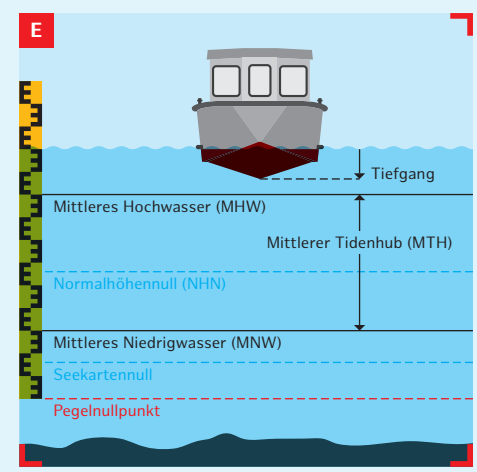 E
Tiefgang
Mittleres Hochwasser (MHW)
Mittlerer Tidenhub (MTH)
Normalhöhennull (NHN)
Mittleres Niedrigwasser (MNW)
Seekartennull
Pegelnullpunkt